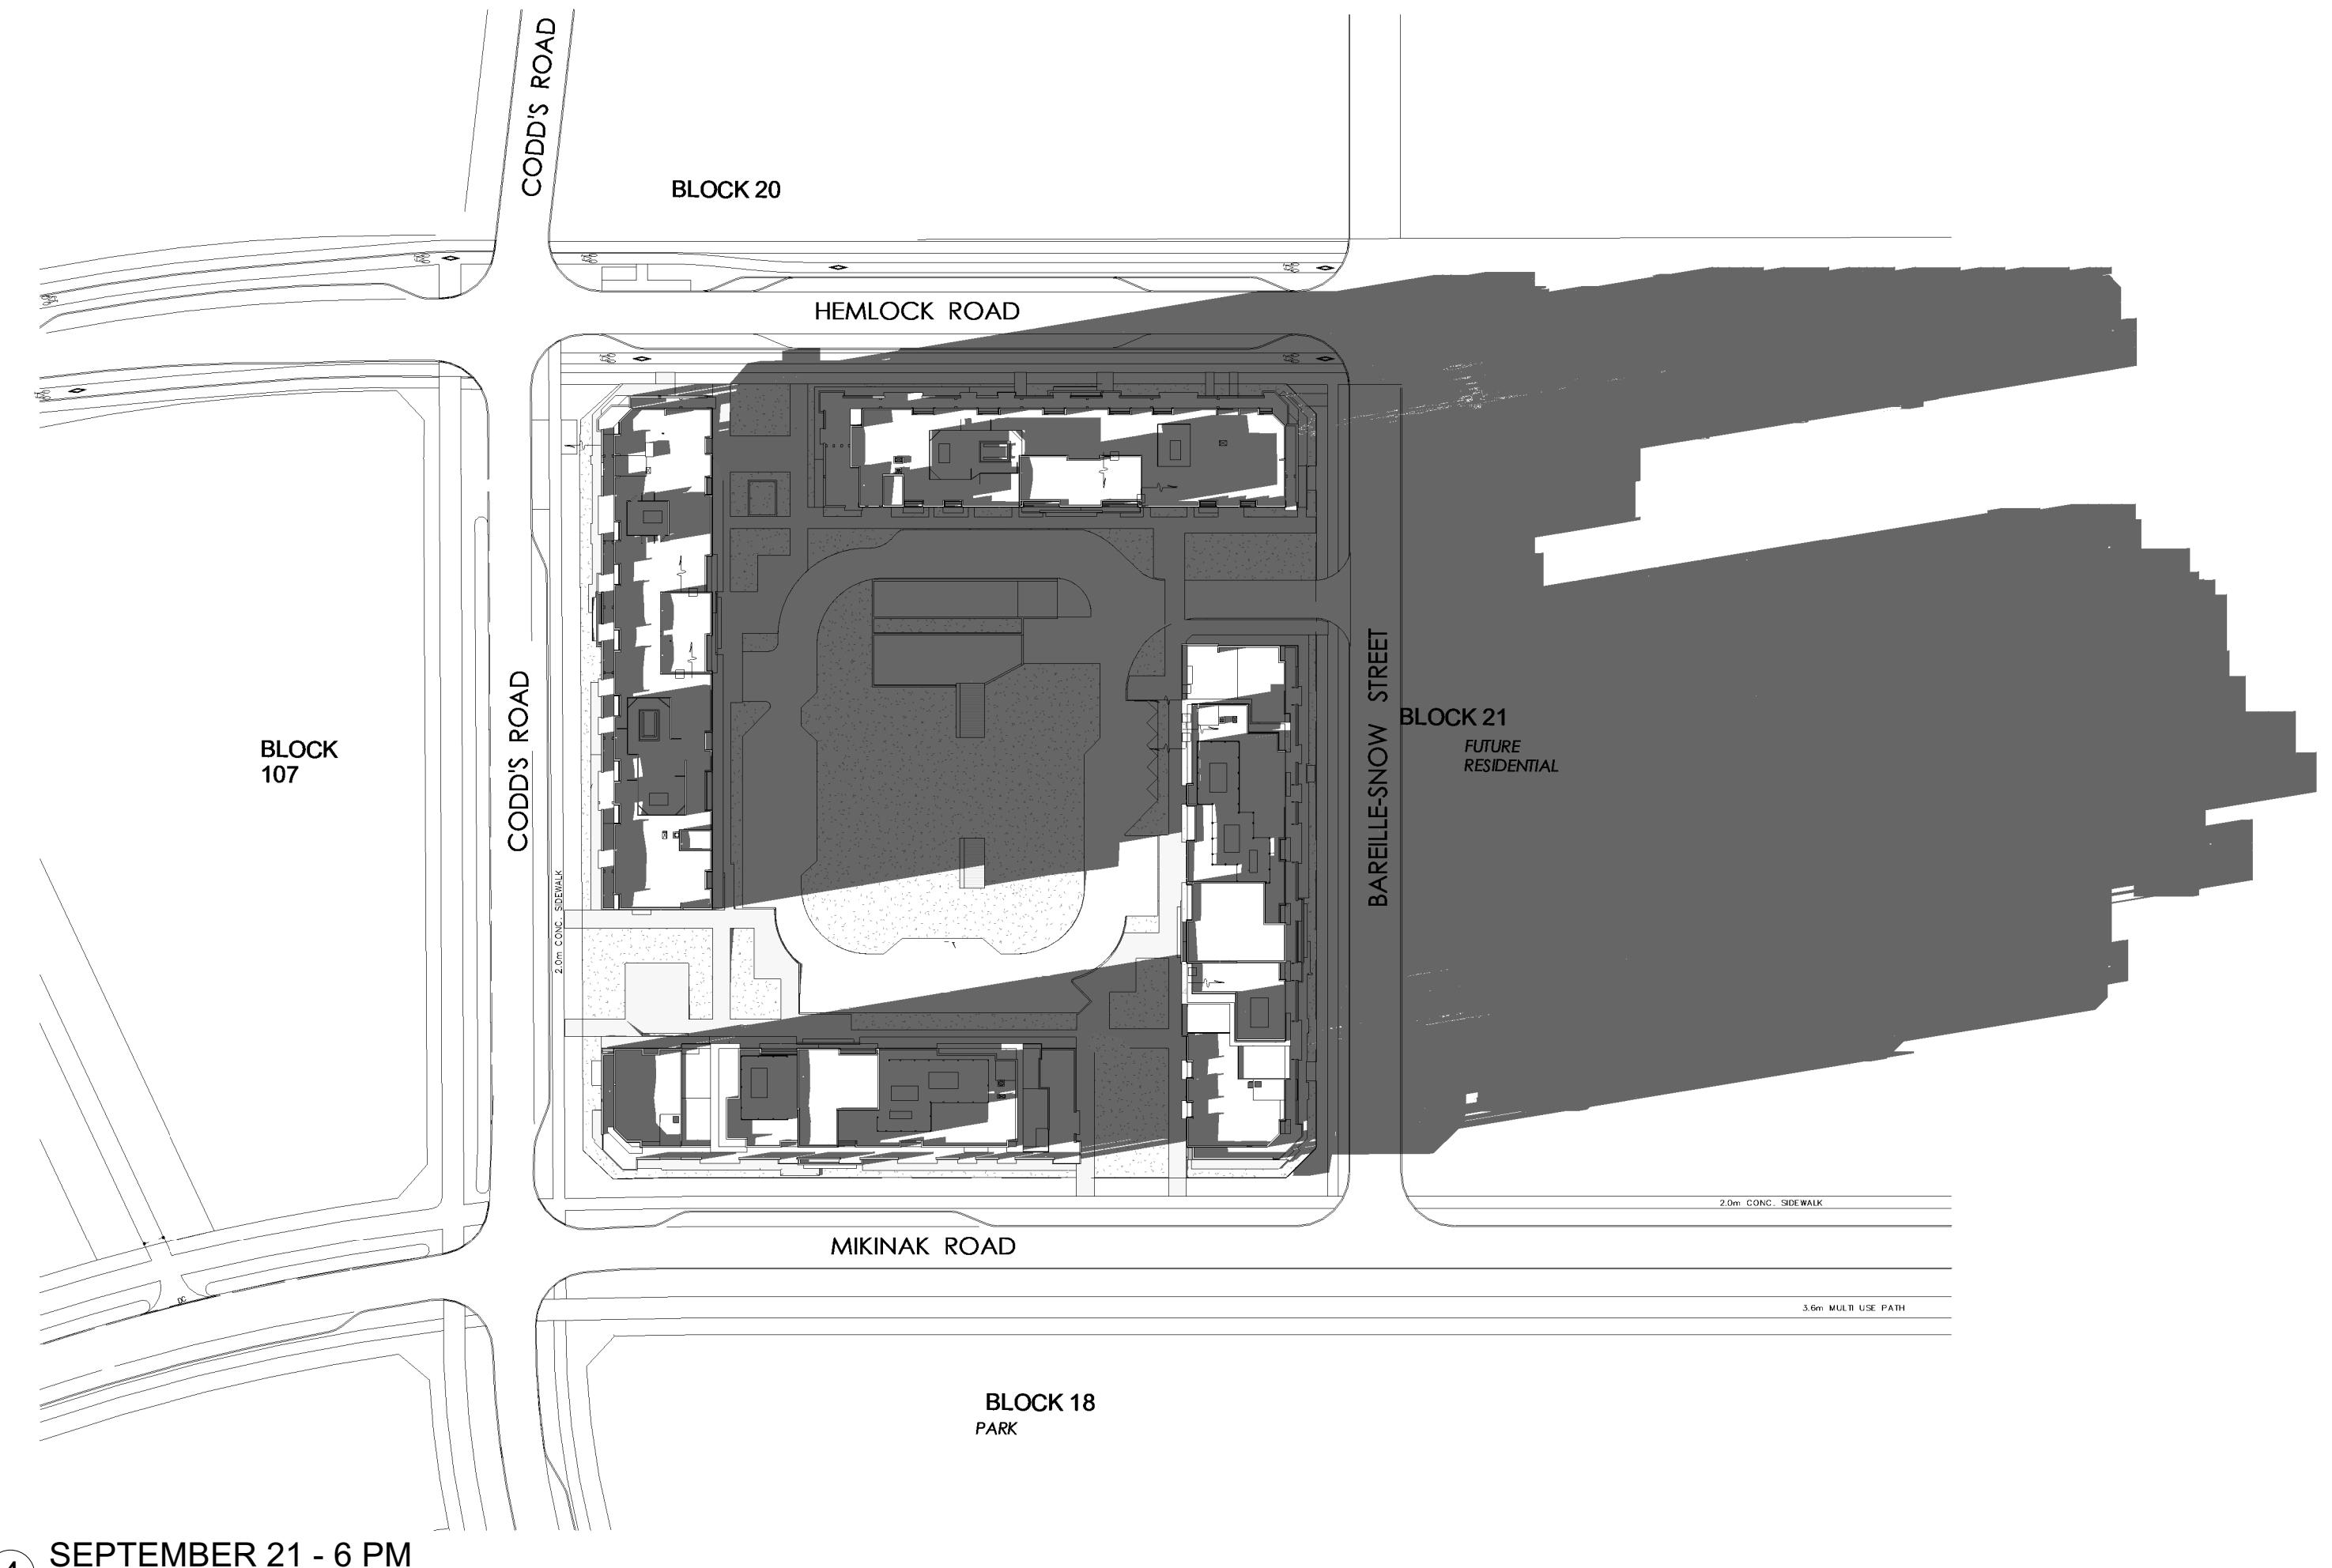 CODD'S ROAD
BLOCK 20
HEMLOCK ROAD
BLOCK
107
CODD'S ROAD
2.0m CONC. SIDEWALK
BAREILLE-SNOW STREET
BLOCK 21
FUTURE
RESIDENTIAL
2.0m CONC. SIDEWALK
MIKINAK ROAD
DC
3.6m MULTI USE PATH
BLOCK 18
PARK
SEPTEMBER 21 - 6 PM